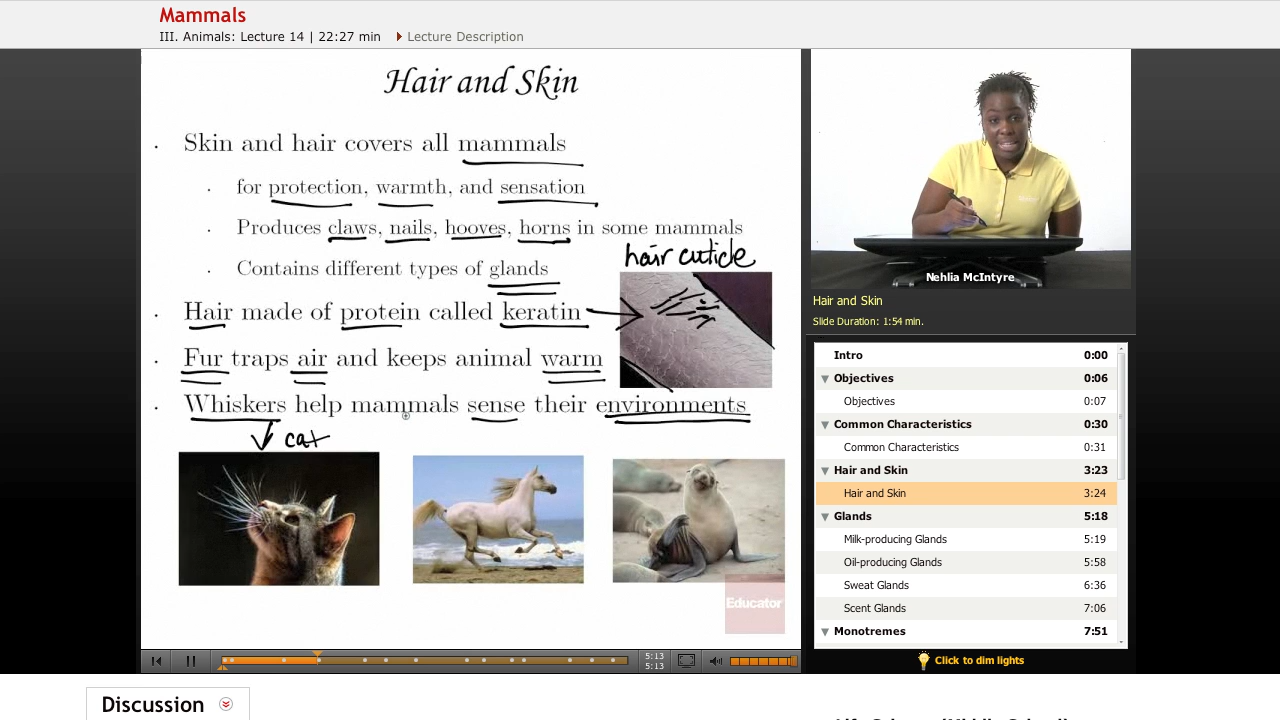 Mammals
III. Animals: Lecture 14 | 22:27 min Lecture Description
Hair and Skin
Skin and hair covers all mammals
for protection, warmth, and sensation
Produces claws, nails, hooves, horns in some mammals
hair cuticle
Contains different types of glands
Hair made of protein called keratin
Fur traps air and keeps animal warm
Whiskers help mammals sense their environments
cat
Educator
5:13
5:13
Nehlia McIntyre
Hair and Skin
Slide Duration: 1:54 min.
Intro 0:00
Objectives 0:06
Objectives 0:07
Common Characteristics 0:30
Common Characteristics 0:31
Hair and Skin 3:23
Hair and Skin 3:24
Glands 5:18
Milk-producing Glands 5:19
Oil-producing Glands 5:58
Sweat Glands 6:36
Scent Glands 7:06
Monotremes 7:51
Click to dim lights
Discussion